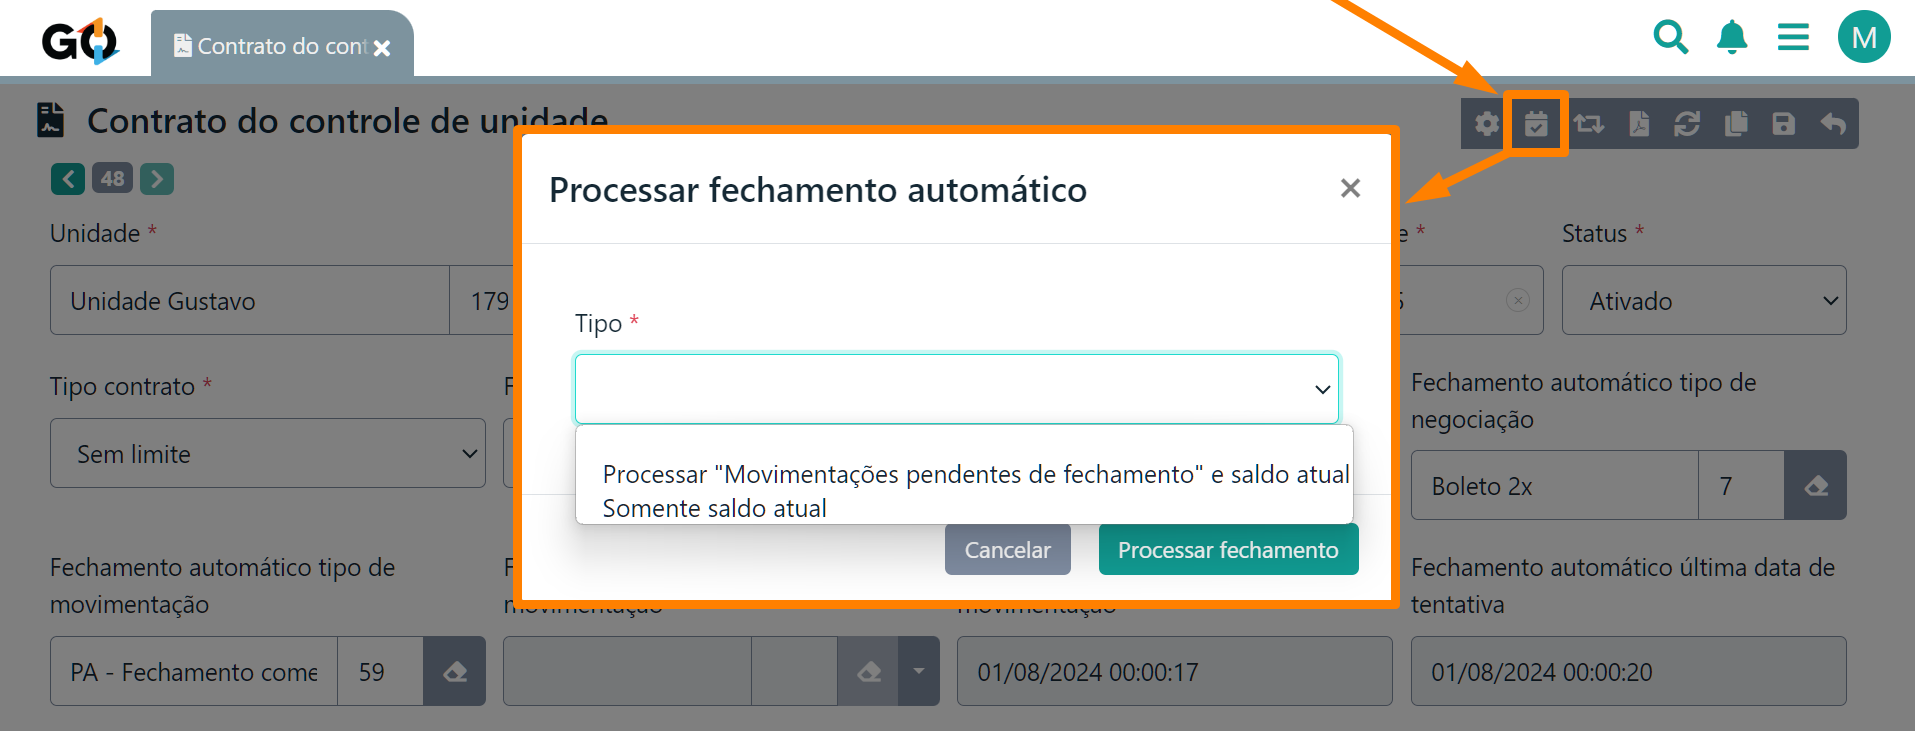 GO
Contrato do cont
M
Contrato do controle de unidade
48
Processar fechamento automático
Unidade *
e *
Status *
Unidade Gustavo
179
Ativado
Tipo *
Tipo contrato *
Fechamento automático tipo de
negociação
Sem limite
Processar "Movimentações pendentes de fechamento" e saldo atual
Somente saldo atual
Boleto 2x
7
Cancelar
Processar fechamento
Fechamento automático tipo de
movimentação
movimentação
movimentação
Fechamento automático última data de
tentativa
PA - Fechamento come
59
01/08/2024 00:00:17
01/08/2024 00:00:20